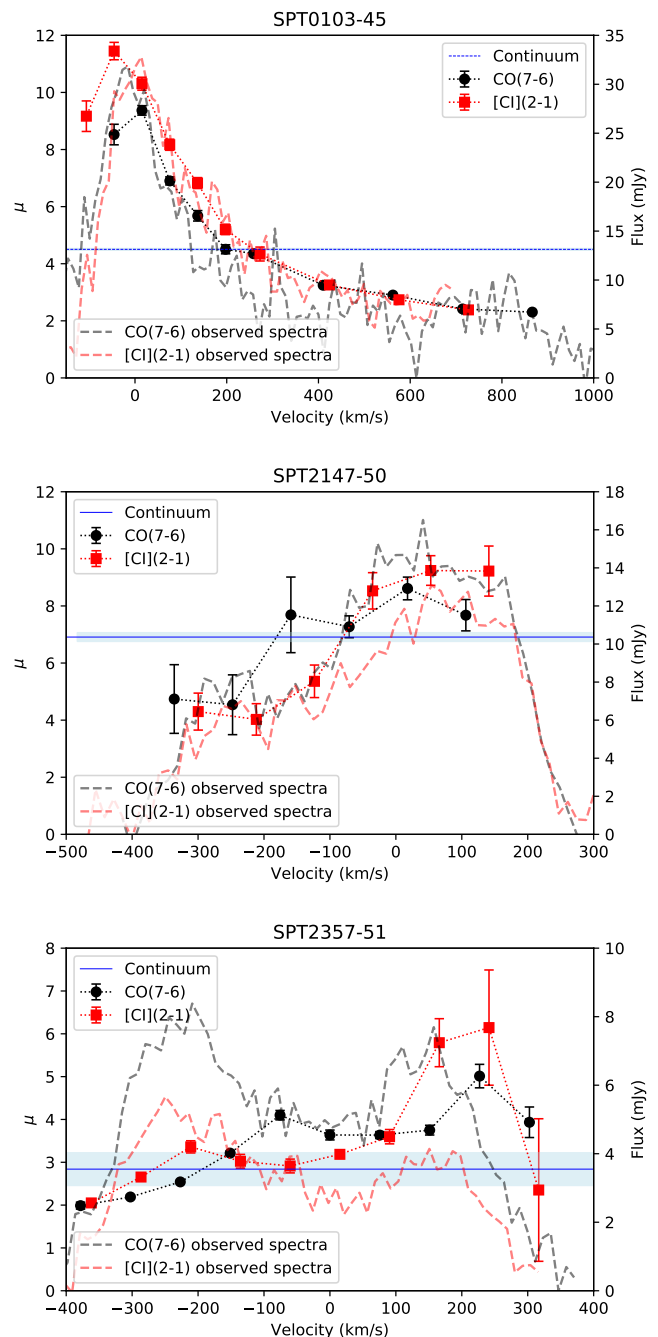 SPT0103-45
12
10
8
6
4
2
0
μ
35
30
25
20
15
10
5
0
Flux (mJy)
Continuum
CO(7-6)
[CI](2-1)
CO(7-6) observed spectra
[CI](2-1) observed spectra
0 200 400 600 800 1000
Velocity (km/s)
SPT2147-50
12
10
8
6
4
2
0
μ
18
16
14
12
10
8
6
4
2
0
Flux (mJy)
Continuum
CO(7-6)
[CI](2-1)
CO(7-6) observed spectra
[CI](2-1) observed spectra
−500 −400 −300 −200 −100 0 100 200 300
Velocity (km/s)
SPT2357-51
8
7
6
5
4
3
2
1
0
μ
10
8
6
4
2
0
Flux (mJy)
Continuum
CO(7-6)
[CI](2-1)
CO(7-6) observed spectra
[CI](2-1) observed spectra
−400 −300 −200 −100 0 100 200 300 400
Velocity (km/s)